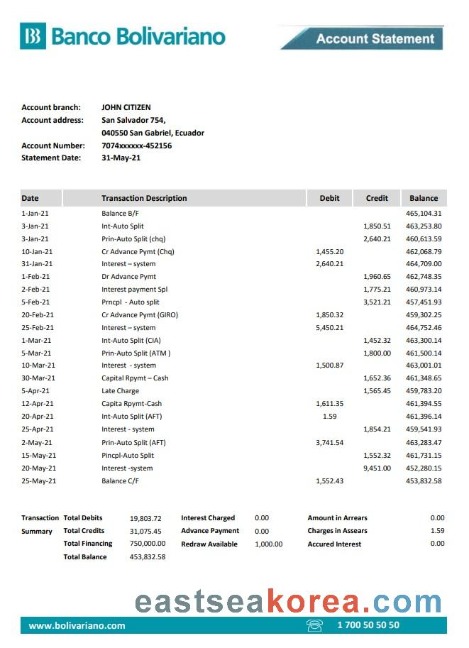 Banco Bolivariano
Account Statement
Account branch: JOHN CITIZEN
Account address: San Salvador 754,
040550 San Gabriel, Ecuador
Account Number: 7074xxxxxx-452156
Statement Date: 31-May-21
Date Transaction Description Debit Credit Balance
1-Jan-21 Balance B/F 465,104.31
3-Jan-21 Int-Auto Split 1,850.51 463,253.80
3-Jan-21 Prin-Auto Split (chq) 2,640.21 460,613.59
10-Jan-21 Cr Advance Pymt (Chq) 1,455.20 462,068.79
31-Jan-21 Interest – system 2,640.21 464,709.00
1-Feb-21 Dr Advance Pymt 1,960.65 462,748.35
2-Feb-21 Interest payment Spl 1,775.21 460,973.14
5-Feb-21 Prncpl - Auto split 3,521.21 457,451.93
20-Feb-21 Cr Advance Pymt (GIRO) 1,850.32 459,302.25
25-Feb-21 Interest – system 5,450.21 464,752.46
1-Mar-21 Int-Auto Split (CIA) 1,452.32 463,300.14
5-Mar-21 Prin-Auto Split (ATM ) 1,800.00 461,500.14
10-Mar-21 Interest - system 1,500.87 463,001.01
30-Mar-21 Capital Rpymt – Cash 1,652.36 461,348.65
5-Apr-21 Late Charge 1,565.45 459,783.20
12-Apr-21 Capita Rpymt-Cash 1,611.35 461,394.55
20-Apr-21 Int-Auto Split (AFT) 1.59 461,396.14
25-Apr-21 Interest - system 1,854.21 459,541.93
2-May-21 Prin-Auto Split (AFT) 3,741.54 463,283.47
15-May-21 Pincpl-Auto Split 1,552.32 461,731.15
20-May-21 Interest -system 9,451.00 452,280.15
25-May-21 Balance C/F 1,552.43 453,832.58
Transaction Total Debits 19,803.72 Interest Charged 0.00 Amount in Arrears 0.00
Summary Total Credits 31,075.45 Advance Payment 0.00 Charges in Assears 1.59
Total Financing 750,000.00 Redraw Available 1,000.00 Accured Interest 0.00
Total Balance 453,832.58
eastseakorea.com
www.bolivariano.com 1 700 50 50 50